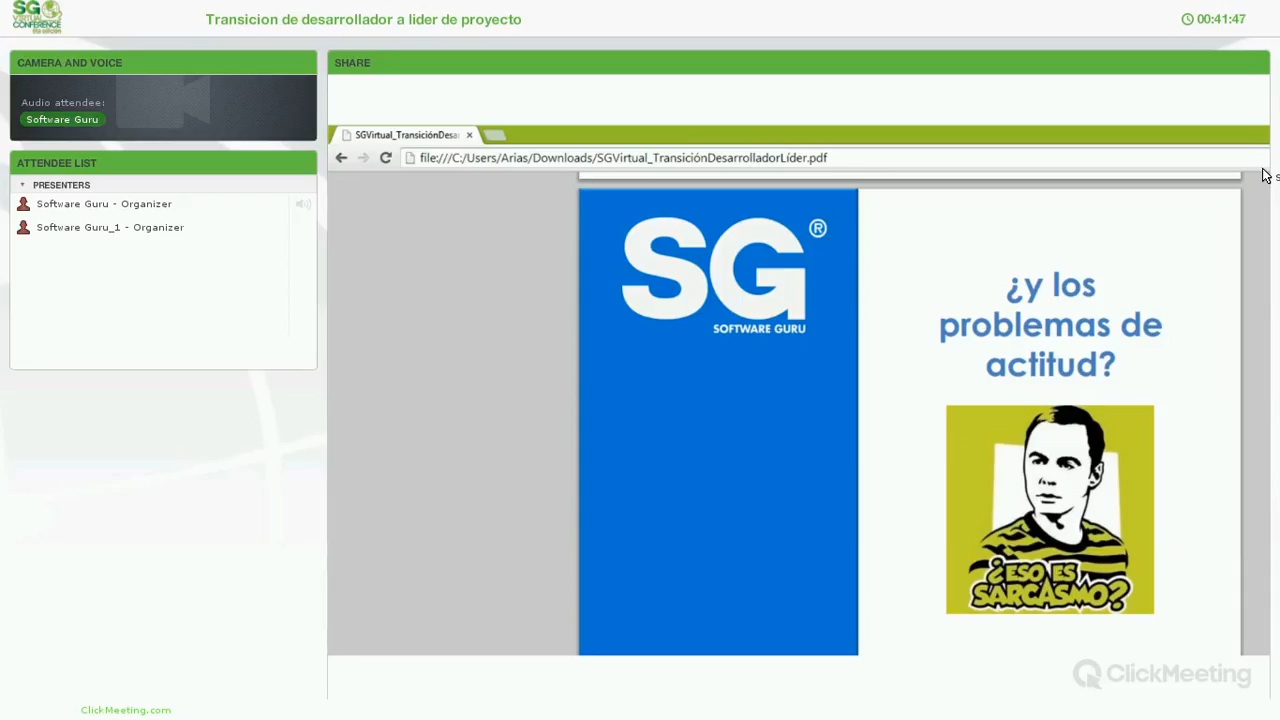 SG
VIRTUAL
CONFERENCE
Transicion de desarrollador a lider de proyecto
00:41:47
CAMERA AND VOICE
Audio attendee:
Software Guru
ATTENDEE LIST
PRESENTERS
Software Guru - Organizer
Software Guru_1 - Organizer
SHARE
SGVirtual_TransiciónDesa
file:///C:/Users/Arias/Downloads/SGVirtual_TransiciónDesarrolladorLíder.pdf
SG®
SOFTWARE GURU
¿y los
problemas de
actitud?
¿ESO ES
SARCASMO?
ClickMeeting
ClickMeeting.com